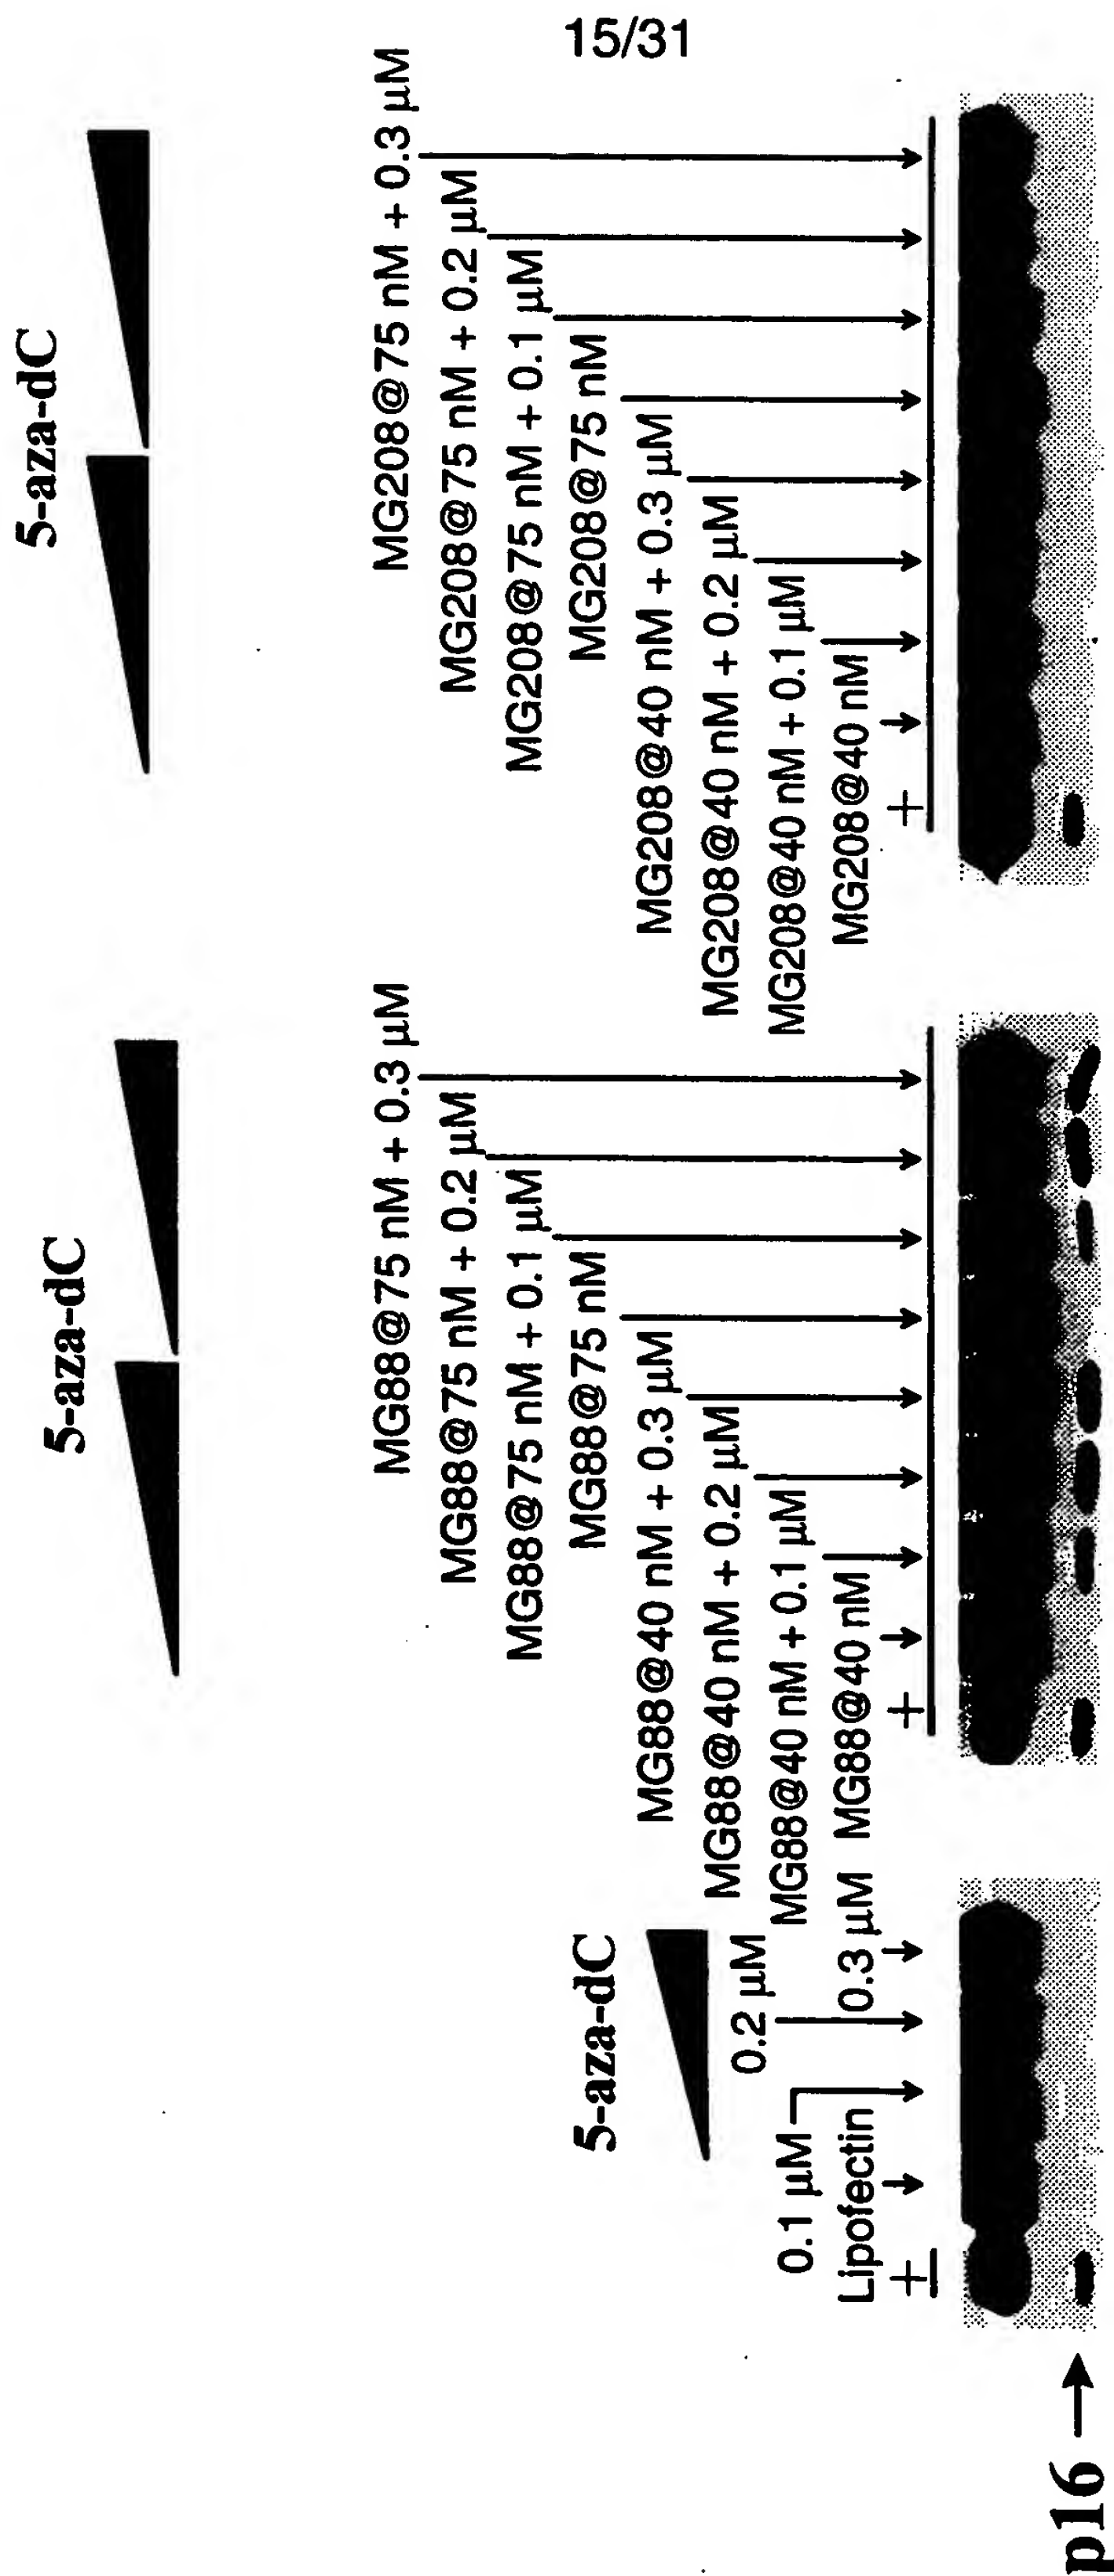 15/31
5-aza-dC
0.1 µM
0.2 µM
0.3 µM
Lipofectin
+
5-aza-dC
MG88@75 nM + 0.3 µM
MG88@75 nM + 0.2 µM
MG88@75 nM + 0.1 µM
MG88@75 nM
MG88@40 nM + 0.3 µM
MG88@40 nM + 0.2 µM
MG88@40 nM + 0.1 µM
MG88@40 nM
+
5-aza-dC
MG208@75 nM + 0.3 µM
MG208@75 nM + 0.2 µM
MG208@75 nM + 0.1 µM
MG208@75 nM
MG208@40 nM + 0.3 µM
MG208@40 nM + 0.2 µM
MG208@40 nM + 0.1 µM
MG208@40 nM
+
p16